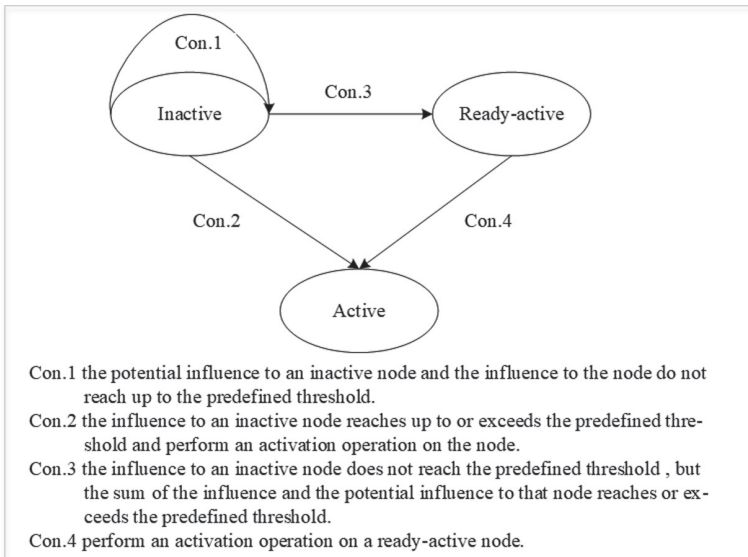 Con.1
Con.3
Inactive
Ready-active
Con.2
Con.4
Active
Con.1 the potential influence to an inactive node and the influence to the node do not
reach up to the predefined threshold.
Con.2 the influence to an inactive node reaches up to or exceeds the predefined thre-
shold and perform an activation operation on the node.
Con.3 the influence to an inactive node does not reach the predefined threshold , but
the sum of the influence and the potential influence to that node reaches or ex-
ceeds the predefined threshold.
Con.4 perform an activation operation on a ready-active node.